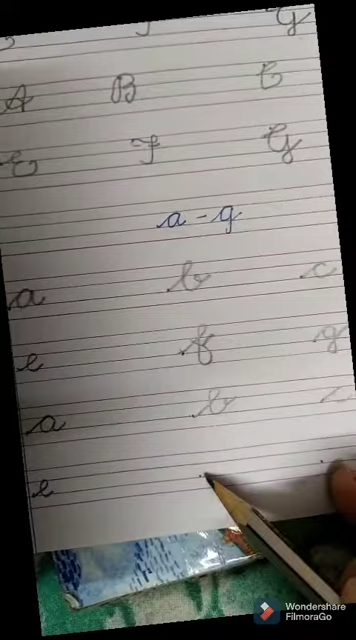 G
A B C
E F G
a - g
a b c
e f g
a b c
e
Wondershare
FilmoraGo